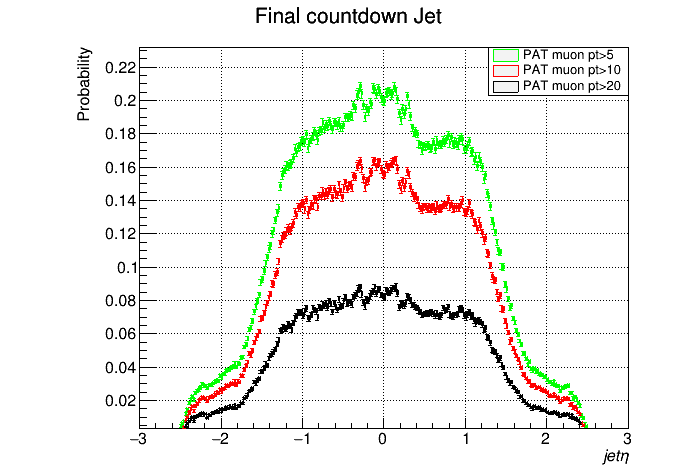 Final countdown Jet
Probability
PAT muon pt>5
PAT muon pt>10
PAT muon pt>20
0.22
0.2
0.18
0.16
0.14
0.12
0.1
0.08
0.06
0.04
0.02
−3 −2 −1 0 1 2 3
jetη